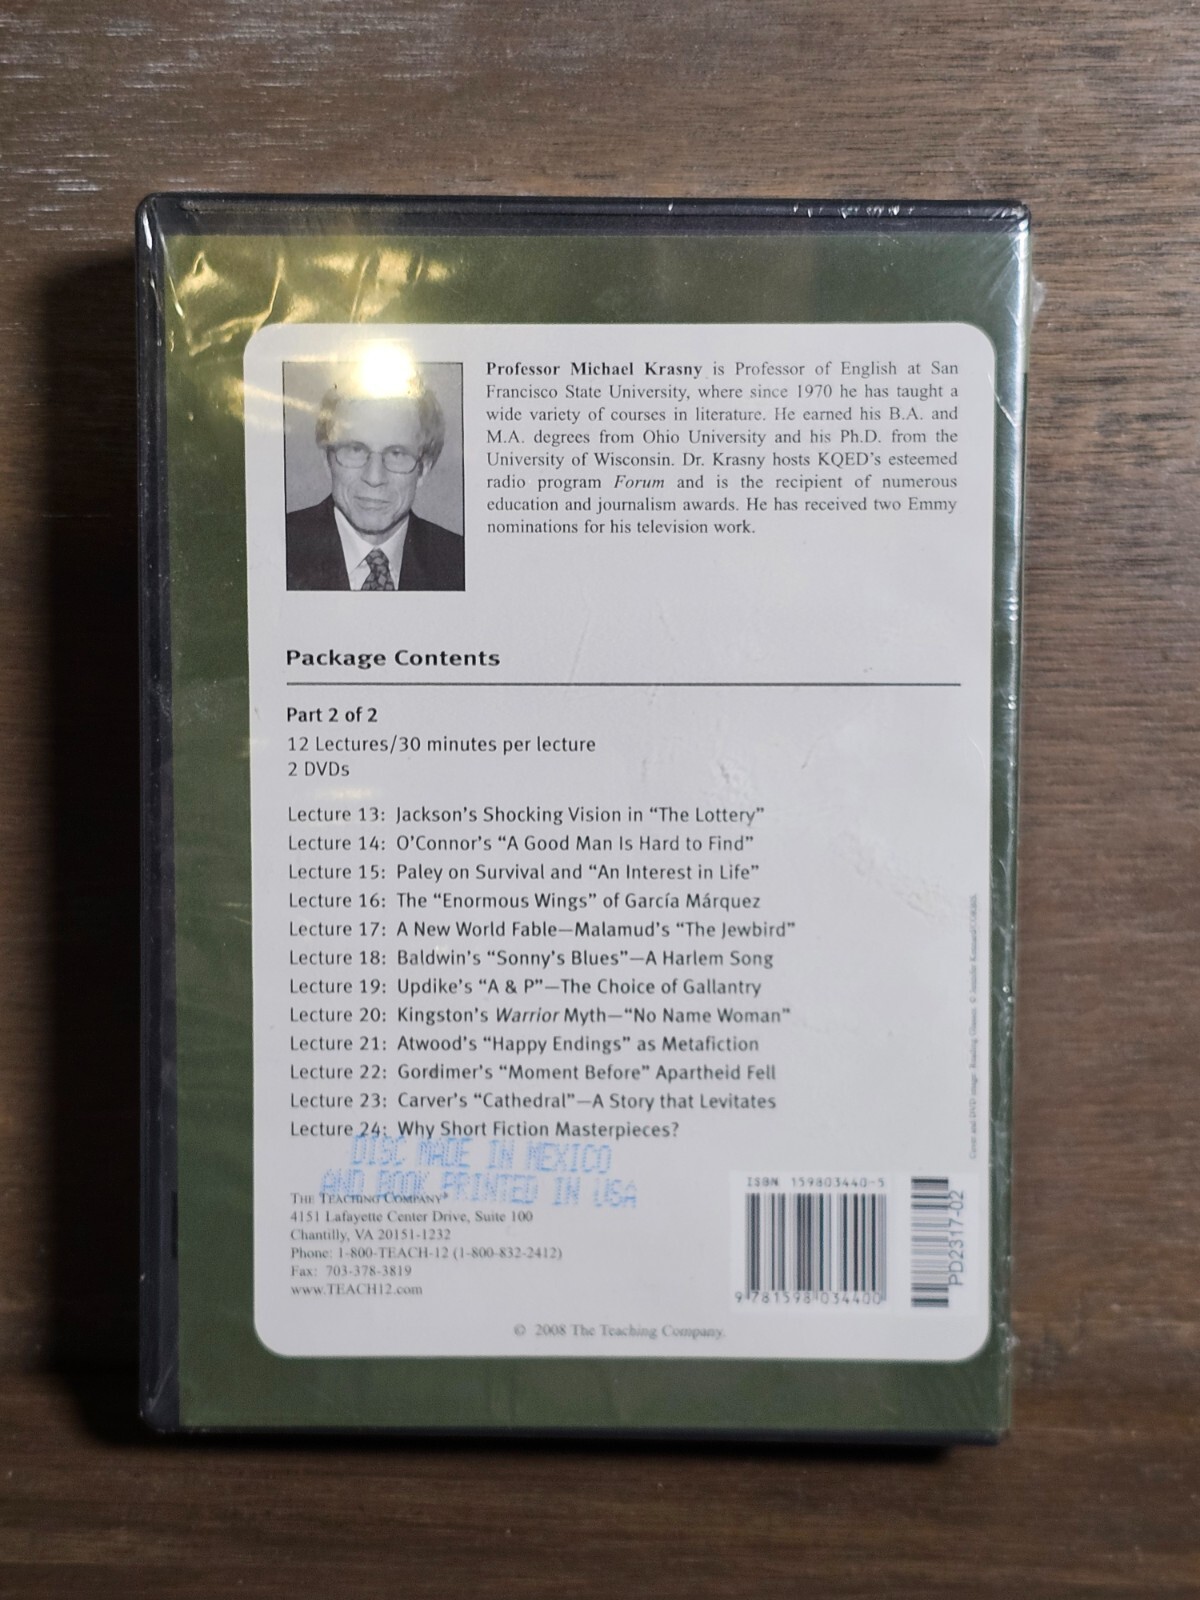 Professor Michael Krasny is Professor of English at San
Francisco State University, where since 1970 he has taught a
wide variety of courses in literature. He earned his B.A. and
M.A. degrees from Ohio University and his Ph.D. from the
University of Wisconsin. Dr. Krasny hosts KQED's esteemed
radio program Forum and is the recipient of numerous
education and journalism awards. He has received two Emmy
nominations for his television work.
Package Contents
Part 2 of 2
12 Lectures/30 minutes per lecture
2 DVDs
Lecture 13: Jackson's Shocking Vision in “The Lottery”
Lecture 14: O'Connor's “A Good Man Is Hard to Find”
Lecture 15: Paley on Survival and “An Interest in Life”
Lecture 16: The “Enormous Wings” of García Márquez
Lecture 17: A New World Fable—Malamud's “The Jewbird”
Lecture 18: Baldwin's “Sonny's Blues”—A Harlem Song
Lecture 19: Updike's “A & P”—The Choice of Gallantry
Lecture 20: Kingston's Warrior Myth—“No Name Woman”
Lecture 21: Atwood's “Happy Endings” as Metafiction
Lecture 22: Gordimer's “Moment Before” Apartheid Fell
Lecture 23: Carver's “Cathedral”—A Story that Levitates
Lecture 24: Why Short Fiction Masterpieces?
DISC MADE IN MEXICO
AND BOOK PRINTED IN USA
THE TEACHING COMPANY®
4151 Lafayette Center Drive, Suite 100
Chantilly, VA 20151-1232
Phone: 1-800-TEACH-12 (1-800-832-2412)
Fax: 703-378-3819
www.TEACH12.com
ISBN 159803440-5
9 781598 034400
PD2317-02
© 2008 The Teaching Company.
Cover and DVD image: Reading Glasses. ©